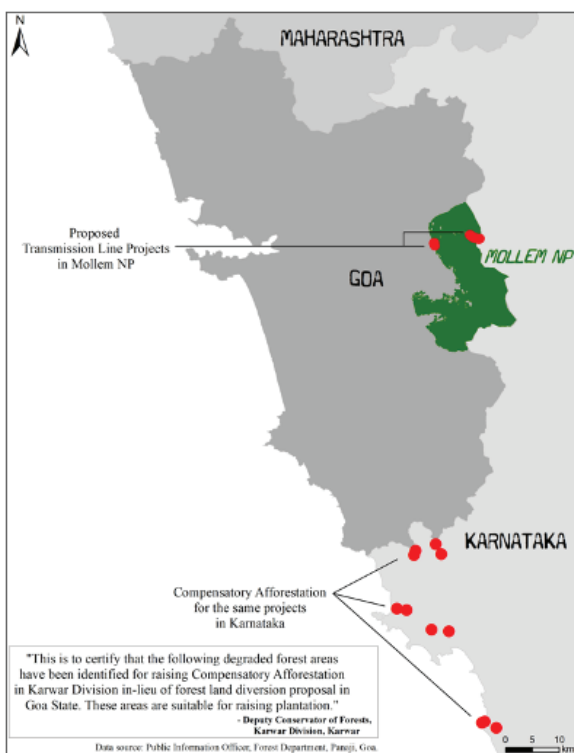 MAHARASHTRA
N
Proposed
Transmission Line Projects
in Mollem NP
MOLLEM NP
GOA
KARNATAKA
Compensatory Afforestation
for the same projects
in Karnataka
"This is to certify that the following degraded forest areas
have been identified for raising Compensatory Afforestation
in Karwar Division in-lieu of forest land diversion proposal in
Goa State. These areas are suitable for raising plantation."
- Deputy Conservator of Forests,
Karwar Division, Karwar
0 5 10
km
Data source: Public Information Officer, Forest Department, Panaji, Goa.